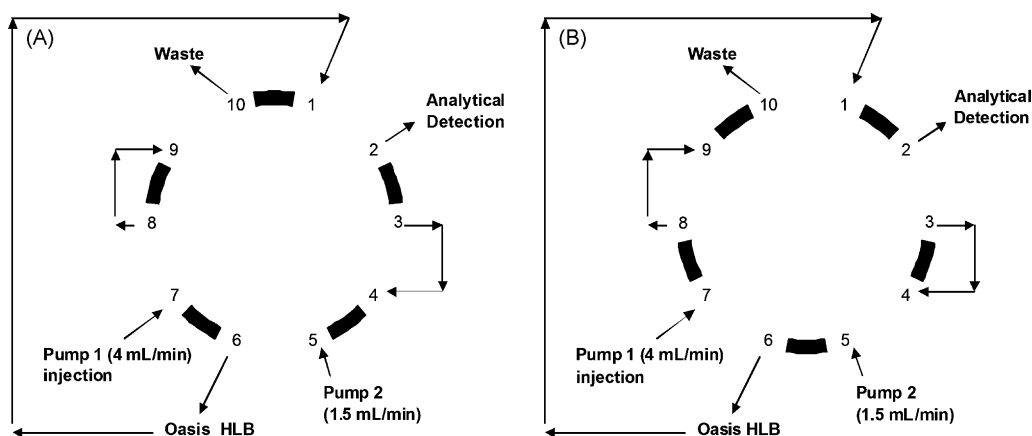 (A)
Waste
10
1
Analytical
Detection
2
9
8
3
7
4
6
5
Pump 1 (4 mL/min)
injection
Pump 2
(1.5 mL/min)
Oasis HLB
(B)
Waste
10
1
Analytical
Detection
2
9
8
3
7
4
6
5
Pump 1 (4 mL/min)
injection
Pump 2
(1.5 mL/min)
Oasis HLB